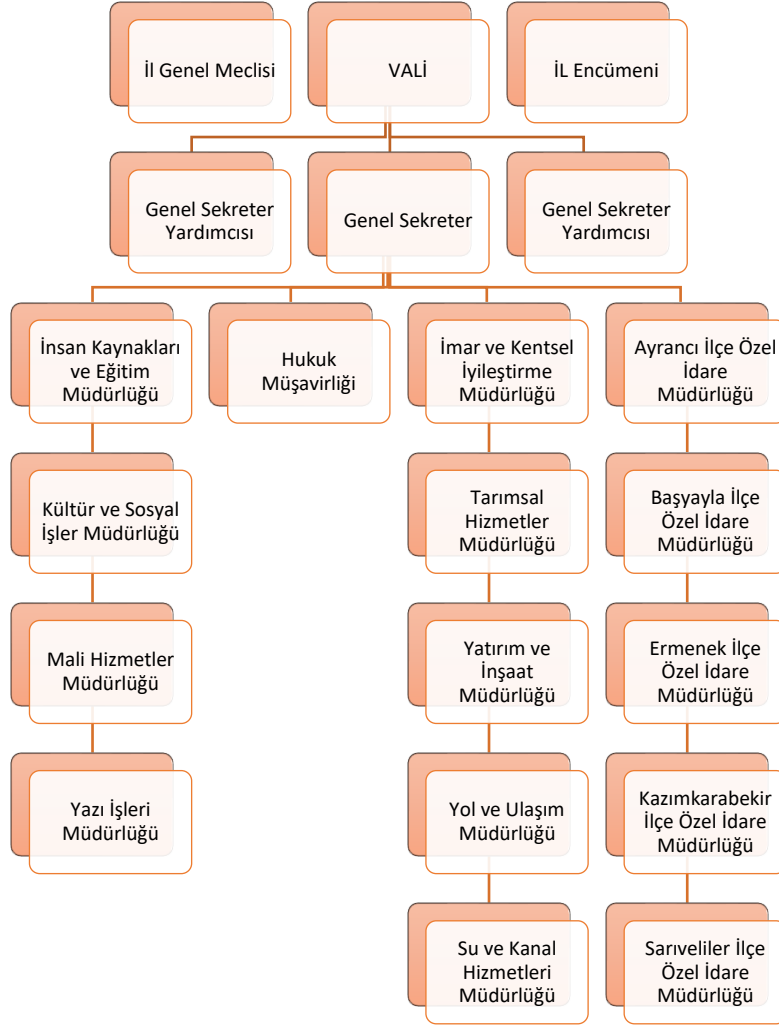 İl Genel Meclisi
VALİ
İL Encümeni
Genel Sekreter
Yardımcısı
Genel Sekreter
Genel Sekreter
Yardımcısı
İnsan Kaynakları
ve Eğitim
Müdürlüğü
Hukuk
Müşavirliği
İmar ve Kentsel
İyileştirme
Müdürlüğü
Ayrancı İlçe Özel
İdare
Müdürlüğü
Kültür ve Sosyal
İşler Müdürlüğü
Tarımsal
Hizmetler
Müdürlüğü
Başyayla İlçe
Özel İdare
Müdürlüğü
Mali Hizmetler
Müdürlüğü
Yatırım ve
İnşaat
Müdürlüğü
Ermenek İlçe
Özel İdare
Müdürlüğü
Yazı İşleri
Müdürlüğü
Yol ve Ulaşım
Müdürlüğü
Kazımkarabekir
İlçe Özel İdare
Müdürlüğü
Su ve Kanal
Hizmetleri
Müdürlüğü
Sarıveliler İlçe
Özel İdare
Müdürlüğü